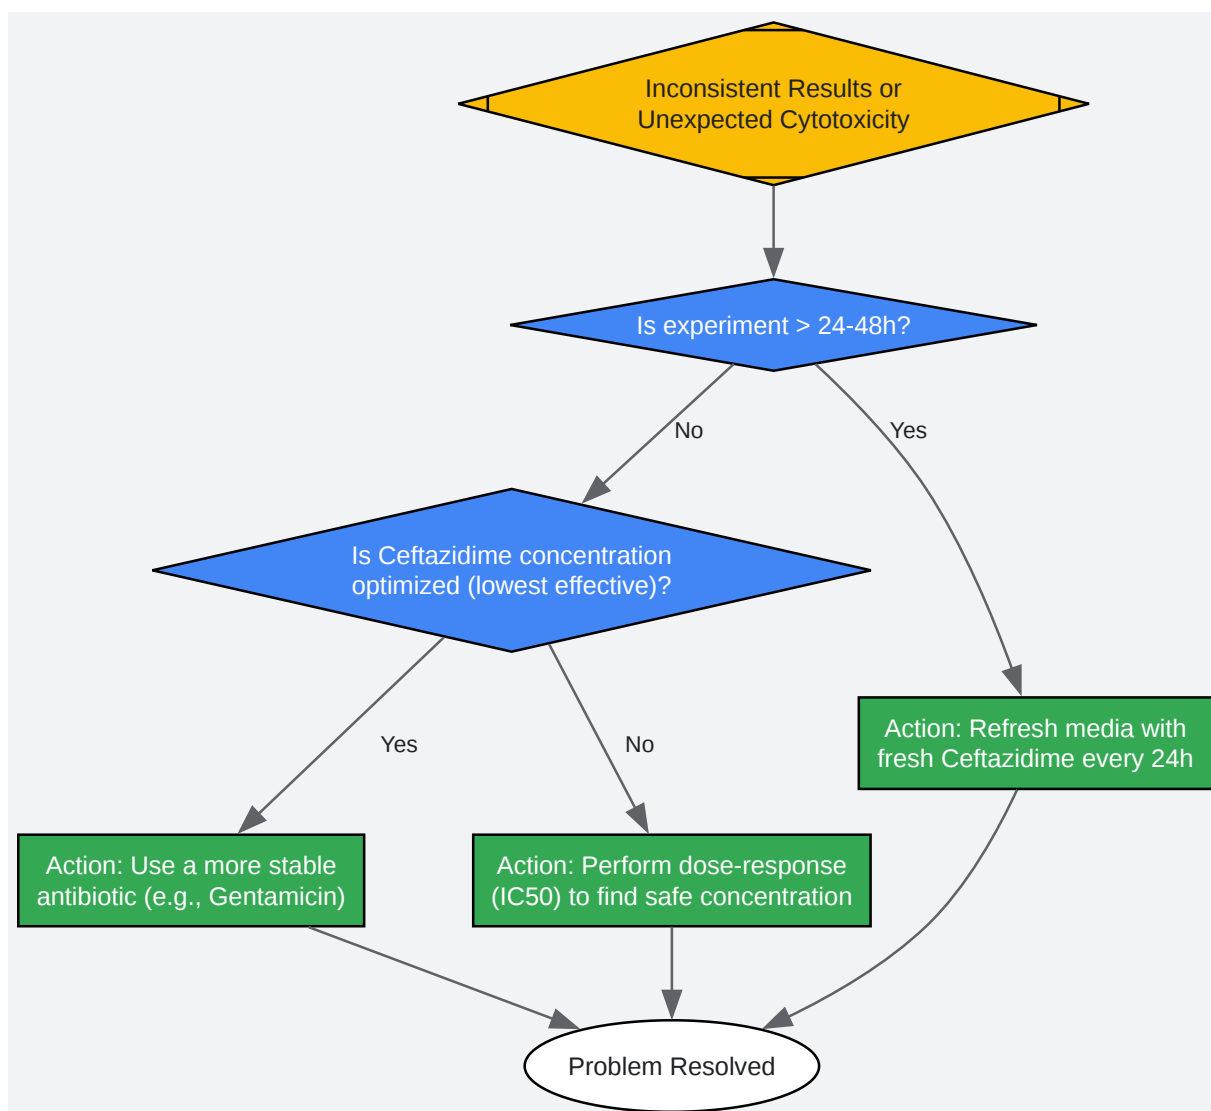 Inconsistent Results or
Unexpected Cytotoxicity
Is experiment > 24-48h?
No
Yes
Is Ceftazidime concentration
optimized (lowest effective)?
Yes
No
Action: Refresh media with
fresh Ceftazidime every 24h
Action: Use a more stable
antibiotic (e.g., Gentamicin)
Action: Perform dose-response
(IC50) to find safe concentration
Problem Resolved